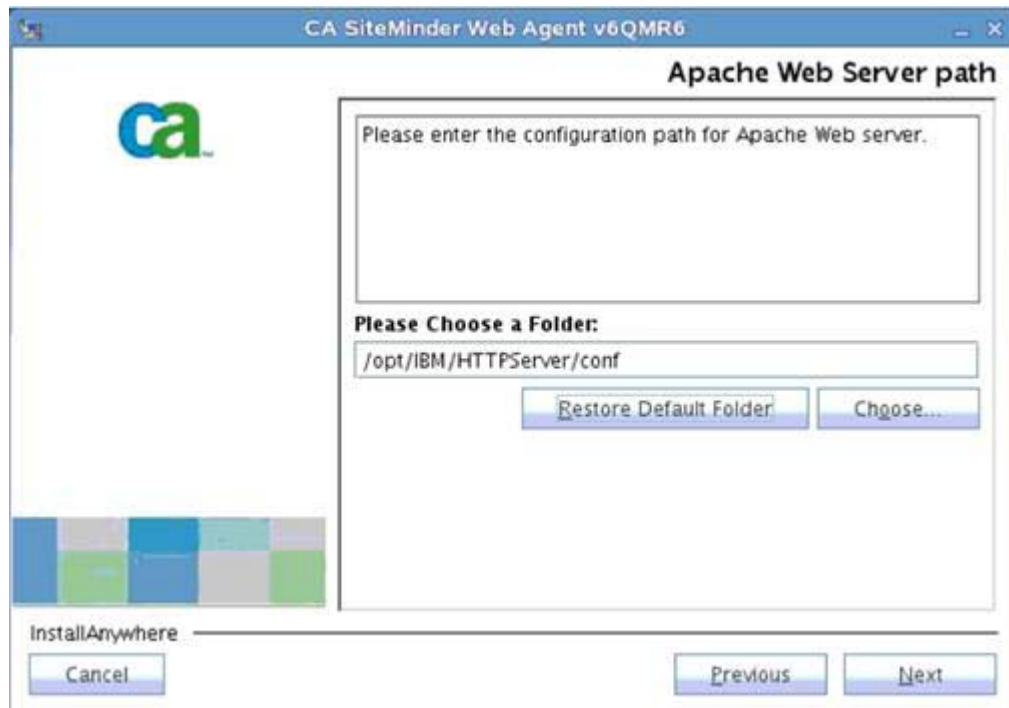 CA SiteMinder Web Agent v6QMR6
Apache Web Server path
ca
Please enter the configuration path for Apache Web server.
Please Choose a Folder:
/opt/IBM/HTTPServer/conf
Restore Default Folder
Choose...
InstallAnywhere
Cancel
Previous
Next